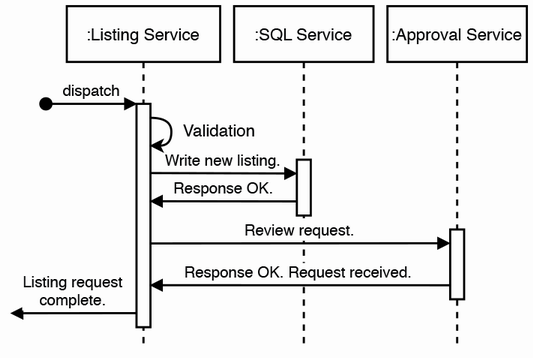 :Listing Service
:SQL Service
:Approval Service
dispatch
Validation
Write new listing.
Response OK.
Review request.
Response OK. Request received.
Listing request
complete.